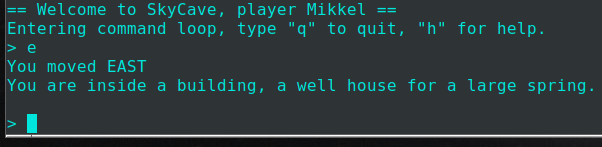 == Welcome to SkyCave, player Mikkel ==
Entering command loop, type "q" to quit, "h" for help.
> e
You moved EAST
You are inside a building, a well house for a large spring.
>